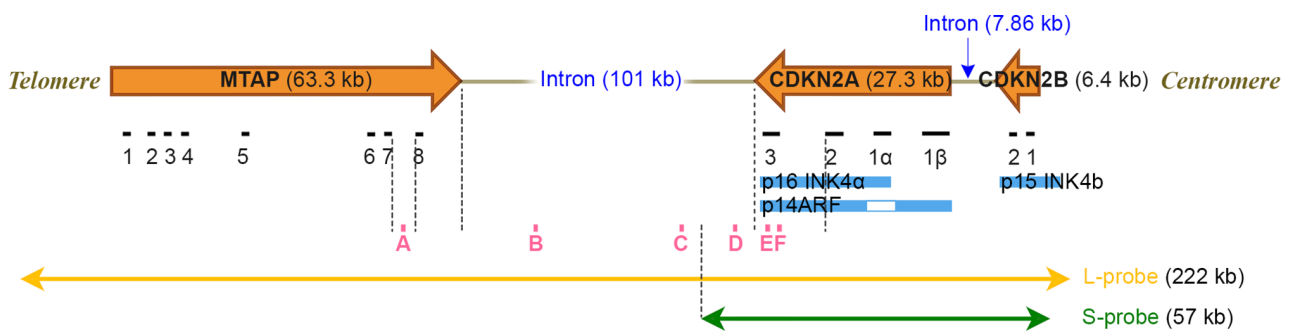 Intron (7.86 kb)
Telomere MTAP (63.3 kb) Intron (101 kb) CDKN2A (27.3 kb) CDKN2B (6.4 kb) Centromere
1 2 3 4 5 6 7 8 3 2 1α 1β 2 1
p16 INK4α p15 INK4b
p14ARF
A B C D E F
L-probe (222 kb)
S-probe (57 kb)